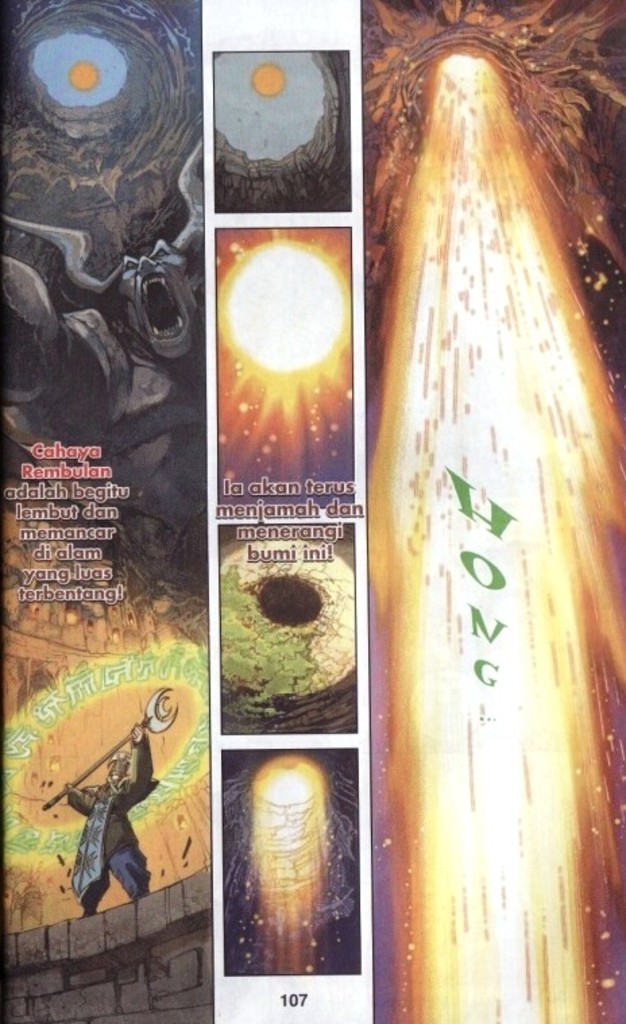 Cahaya
Rembulan
adalah begitu
lembut dan
memancar
di alam
yang luas
terbentang!
Ia akan terus
menjamah dan
menerangi
bumi ini!
HONG
107